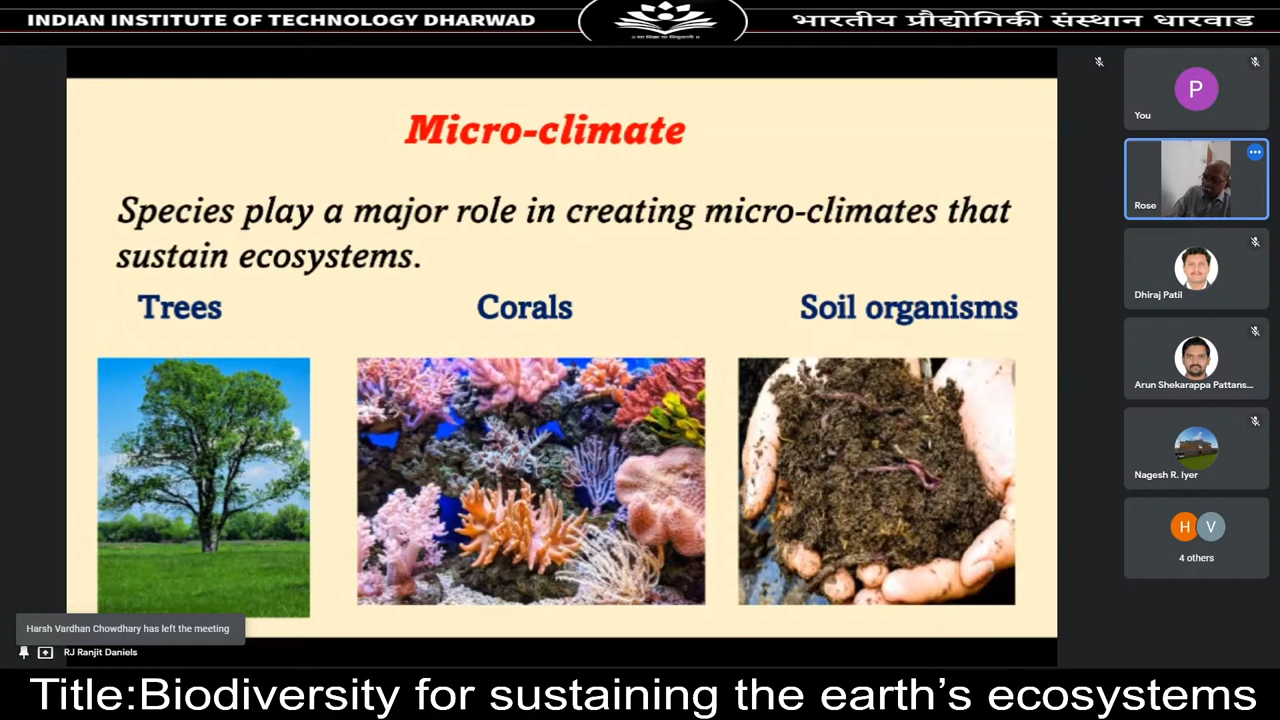 INDIAN INSTITUTE OF TECHNOLOGY DHARWAD
भारतीय प्रौद्योगिकी संस्थान धारवाड
Micro-climate
Species play a major role in creating micro-climates that
sustain ecosystems.
Trees
Corals
Soil organisms
P
You
Rose
Dhiraj Patil
Arun Shekarappa Pattans...
Nagesh R. Iyer
H
V
4 others
Harsh Vardhan Chowdhary has left the meeting
RJ Ranjit Daniels
Title:Biodiversity for sustaining the earth's ecosystems